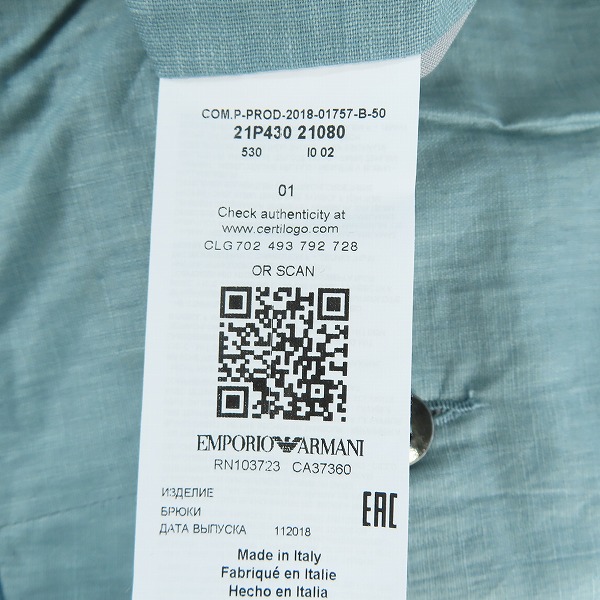 COM.P-PROD-2018-01757-B-50
21P430 21080
530 I0 02
01
Check authenticity at
www.certilogo.com
CLG 702 493 792 728
OR SCAN
EMPORIO ARMANI
RN103723 CA37360
ИЗДЕЛИЕ
БРЮКИ
ДАТА ВЫПУСКА 112018
EAC
Made in Italy
Fabriqué en Italie
Hecho en Italia